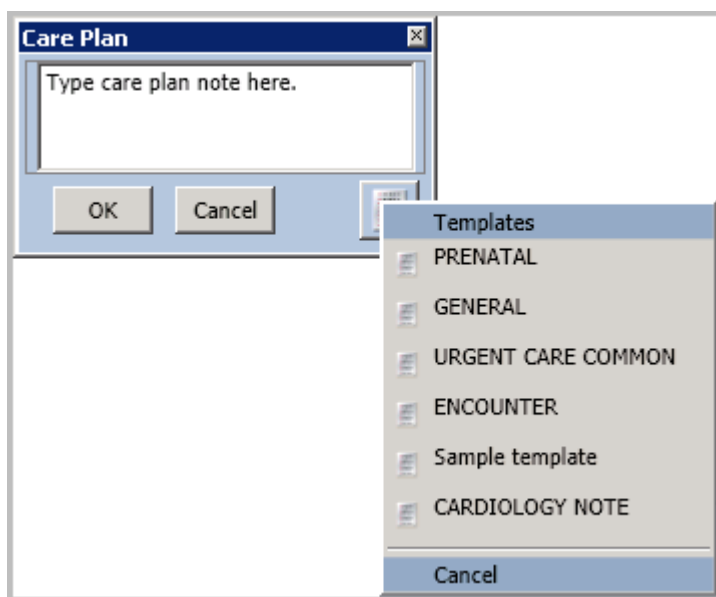 Care Plan
Type care plan note here.
OK
Cancel
Templates
PRENATAL
GENERAL
URGENT CARE COMMON
ENCOUNTER
Sample template
CARDIOLOGY NOTE
Cancel